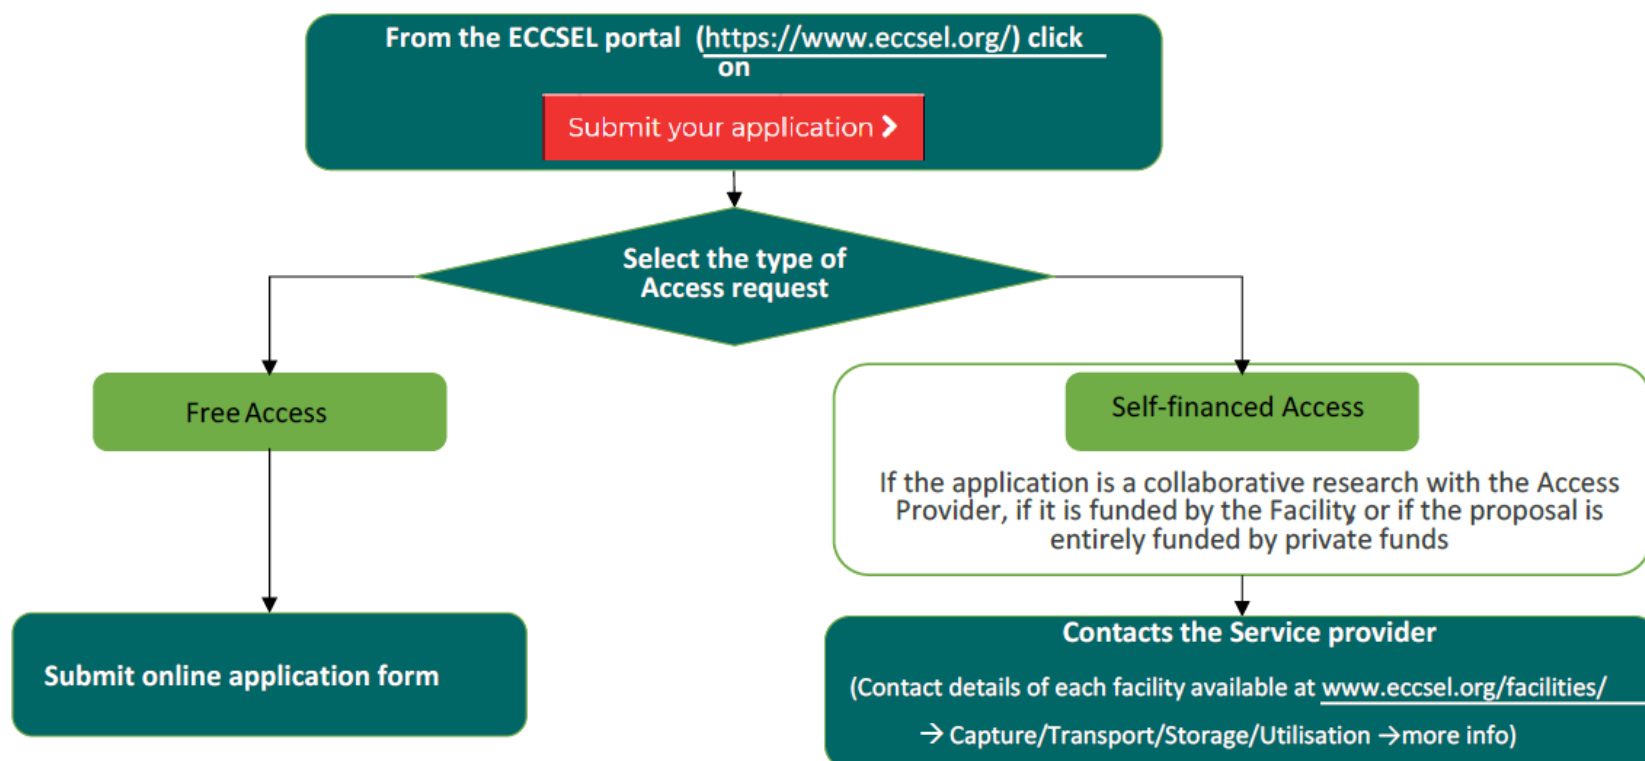 From the ECCSEL portal (https://www.eccsel.org/) click
on
Submit your application
Select the type of
Access request
Free Access
Self-financed Access
If the application is a collaborative research with the Access
Provider, if it is funded by the Facility, or if the proposal is
entirely funded by private funds
Submit online application form
Contacts the Service provider
(Contact details of each facility available at www.eccsel.org/facilities/
→ Capture/Transport/Storage/Utilisation →more info)